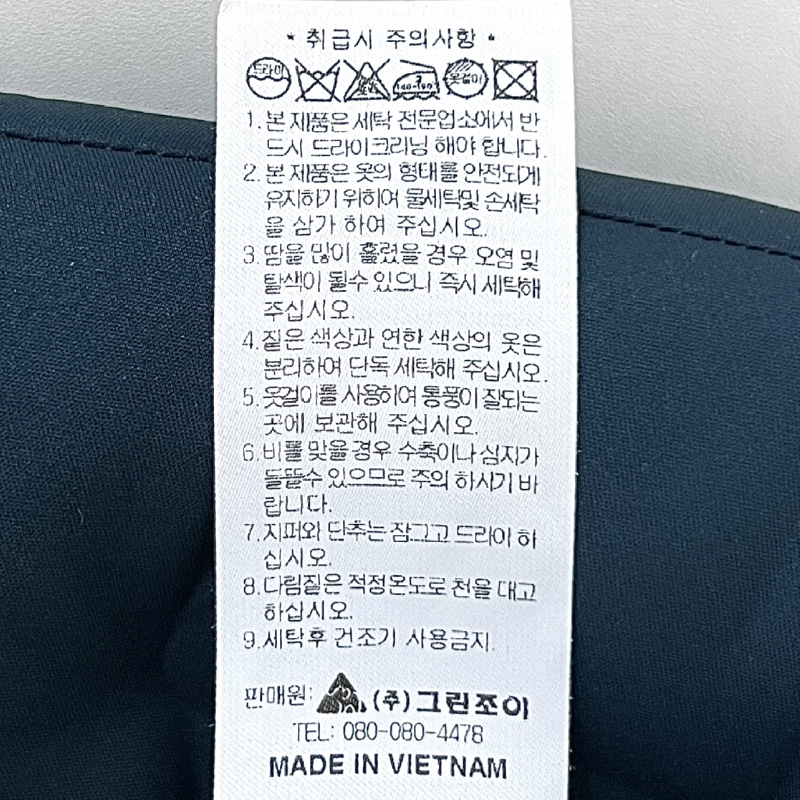 * 취급시 주의사항 *
드라이 3 140-160℃ 옷걸이
1. 본 제품은 세탁 전문업소에서 반
드시 드라이크리닝 해야 합니다.
2. 본 제품은 옷의 형태를 안전되게
유지하기 위하여 물세탁및 손세탁
을 삼가 하여 주십시오.
3. 땀을 많이 흘렸을 경우 오염 및
탈색이 될수 있으니 즉시 세탁해
주십시오.
4. 짙은 색상과 연한 색상의 옷은
분리하여 단독 세탁해 주십시오.
5. 옷걸이를 사용하여 통풍이 잘되는
곳에 보관해 주십시오.
6. 비를 맞을 경우 수축이나 심지가
들뜰수 있으므로 주의 하시기 바
랍니다.
7. 지퍼와 단추는 잠그고 드라이 하
십시오.
8. 다림질은 적정온도로 천을 대고
하십시오.
9. 세탁후 건조기 사용금지.
판매원: (주)그린조이
TEL: 080-080-4478
MADE IN VIETNAM